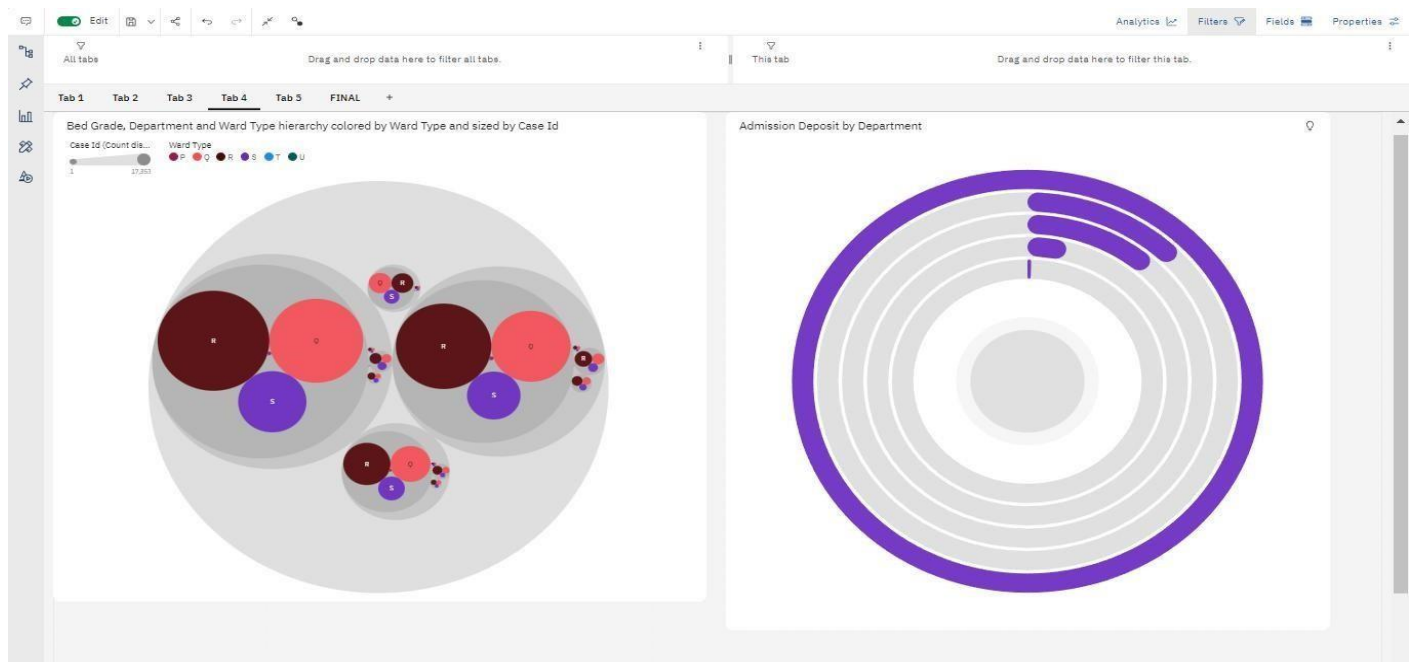 Edit
Analytics
Filters
Fields
Properties
All tabs
Drag and drop data here to filter all tabs.
This tab
Drag and drop data here to filter this tab.
Tab 1 Tab 2 Tab 3 Tab 4 Tab 5 FINAL +
Bed Grade, Department and Ward Type hierarchy colored by Ward Type and sized by Case Id
Case Id (Count dis...
1
Ward Type
P Q R S T U
Q R
S
R Q
S
R Q
S
R
R Q
S
Admission Deposit by Department